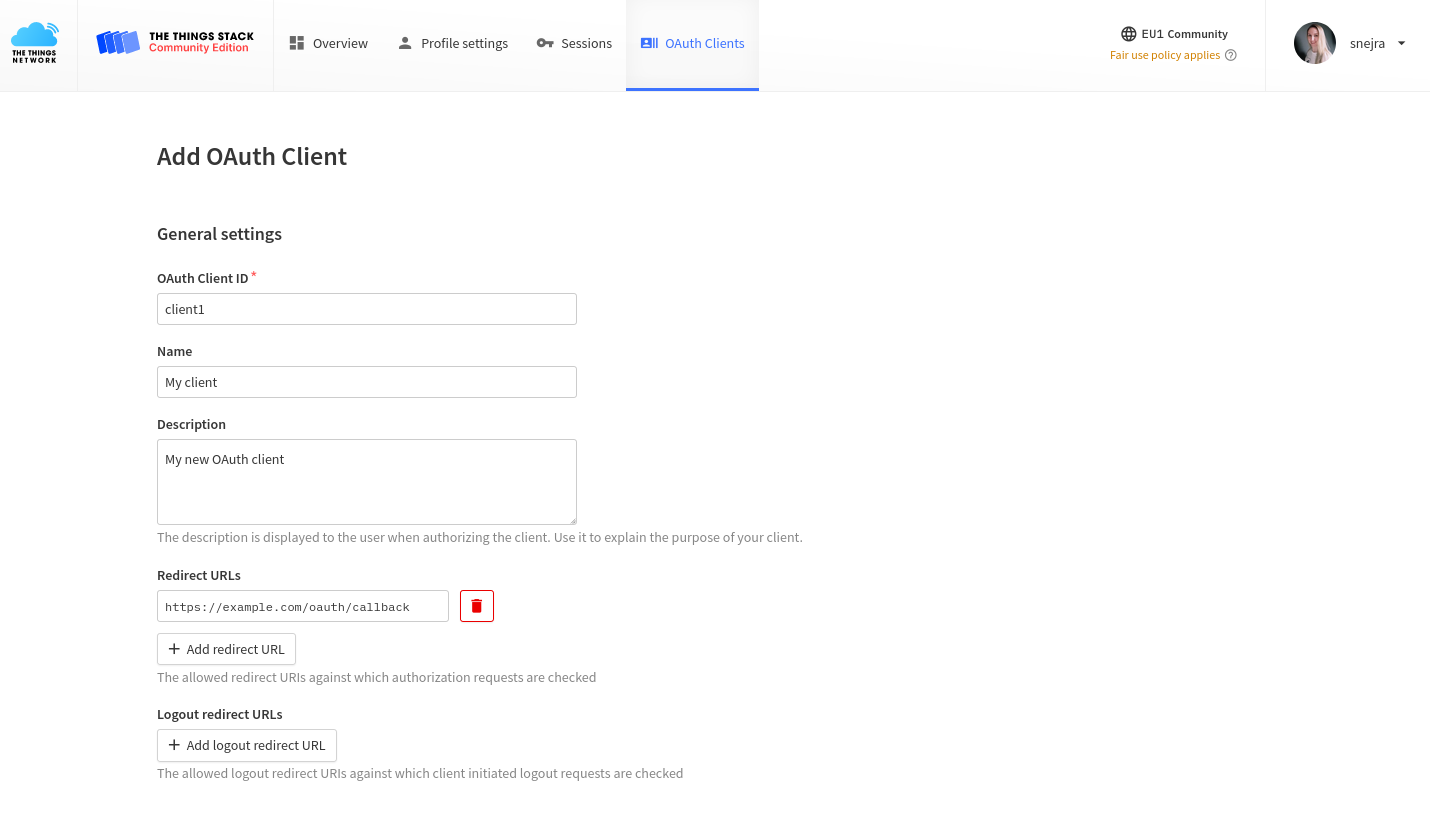 THE THINGS
NETWORK
THE THINGS STACK
Community Edition
Overview
Profile settings
Sessions
OAuth Clients
EU1 Community
Fair use policy applies
snejra
Add OAuth Client
General settings
OAuth Client ID *
client1
Name
My client
Description
My new OAuth client
The description is displayed to the user when authorizing the client. Use it to explain the purpose of your client.
Redirect URLs
https://example.com/oauth/callback
+ Add redirect URL
The allowed redirect URIs against which authorization requests are checked
Logout redirect URLs
+ Add logout redirect URL
The allowed logout redirect URIs against which client initiated logout requests are checked